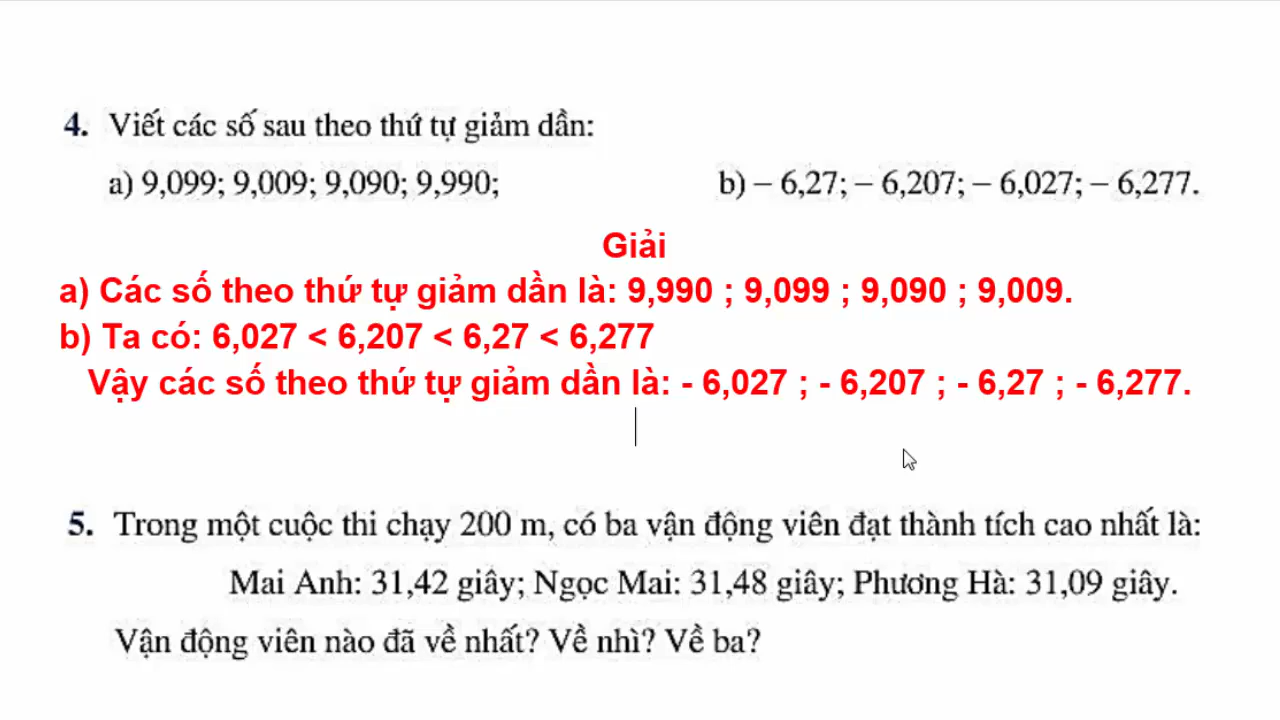 4. Viết các số sau theo thứ tự giảm dần:
a) 9,099; 9,009; 9,090; 9,990; b) – 6,27; – 6,207; – 6,027; – 6,277.
Giải
a) Các số theo thứ tự giảm dần là: 9,990 ; 9,099 ; 9,090 ; 9,009.
b) Ta có: 6,027 < 6,207 < 6,27 < 6,277
Vậy các số theo thứ tự giảm dần là: - 6,027 ; - 6,207 ; - 6,27 ; - 6,277.
5. Trong một cuộc thi chạy 200 m, có ba vận động viên đạt thành tích cao nhất là:
Mai Anh: 31,42 giây; Ngọc Mai: 31,48 giây; Phương Hà: 31,09 giây.
Vận động viên nào đã về nhất? Về nhì? Về ba?